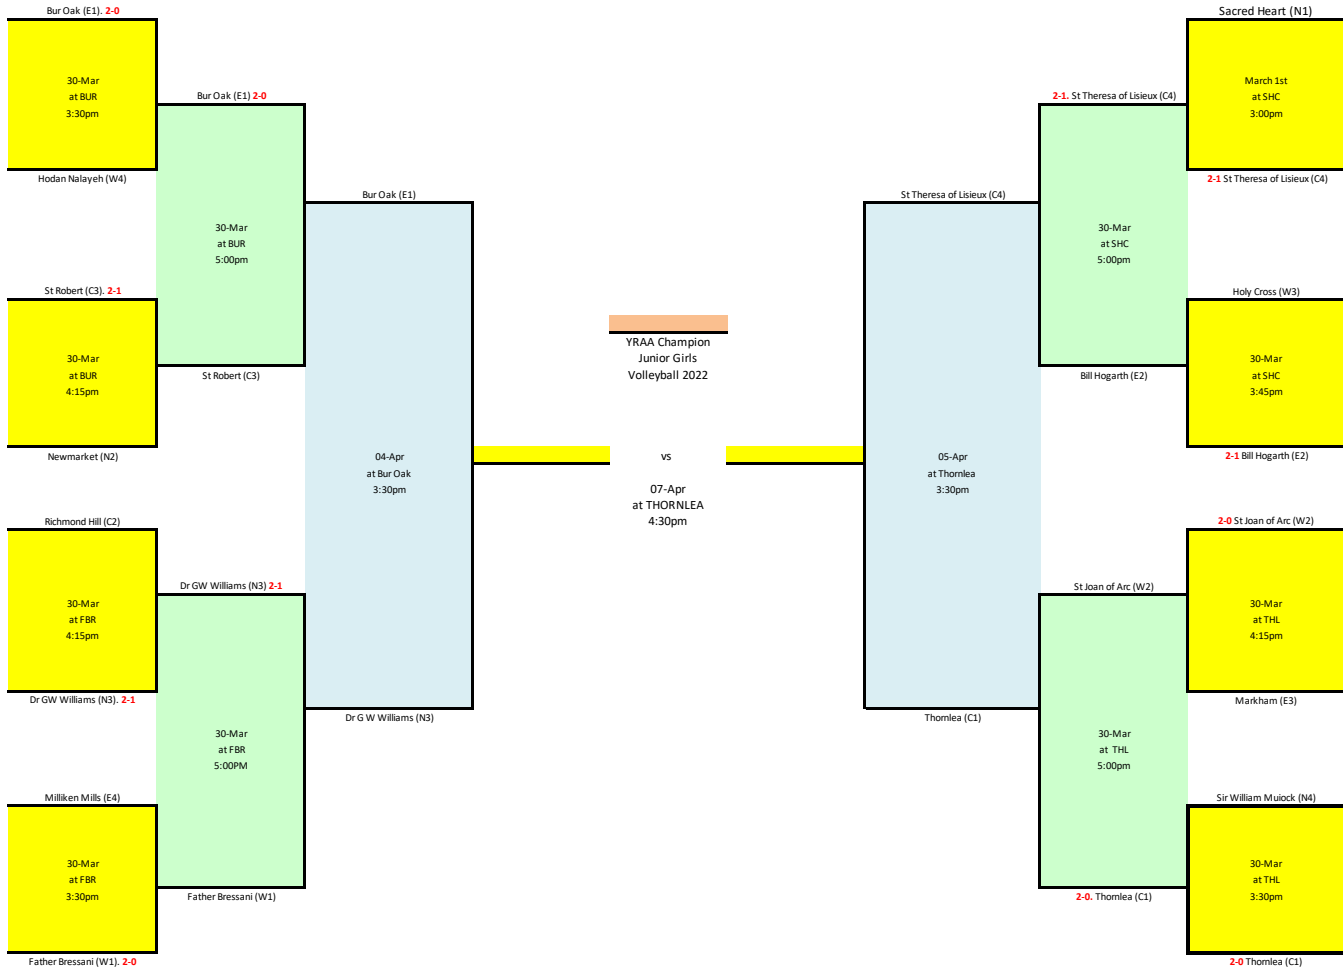 Bur Oak (E1). 2-0
30-Mar
at BUR
3:30pm
Hodan Nalayeh (W4)
St Robert (C3). 2-1
30-Mar
at BUR
4:15pm
Newmarket (N2)
Richmond Hill (C2)
30-Mar
at FBR
4:15pm
Dr GW Williams (N3). 2-1
Milliken Mills (E4)
30-Mar
at FBR
3:30pm
Father Bressani (W1). 2-0
Bur Oak (E1) 2-0
30-Mar
at BUR
5:00pm
St Robert (C3)
Dr GW Williams (N3) 2-1
30-Mar
at FBR
5:00PM
Father Bressani (W1)
Bur Oak (E1)
04-Apr
at Bur Oak
3:30pm
Dr G W Williams (N3)
YRAA Champion
Junior Girls
Volleyball 2022
vs
07-Apr
at THORNLEA
4:30pm
St Theresa of Lisieux (C4)
05-Apr
at Thornlea
3:30pm
Thornlea (C1)
2-1. St Theresa of Lisieux (C4)
30-Mar
at SHC
5:00pm
Bill Hogarth (E2)
St Joan of Arc (W2)
30-Mar
at THL
5:00pm
2-0. Thornlea (C1)
Sacred Heart (N1)
March 1st
at SHC
3:00pm
2-1 St Theresa of Lisieux (C4)
Holy Cross (W3)
30-Mar
at SHC
3:45pm
2-1 Bill Hogarth (E2)
2-0 St Joan of Arc (W2)
30-Mar
at THL
4:15pm
Markham (E3)
Sir William Muiock (N4)
30-Mar
at THL
3:30pm
2-0 Thornlea (C1)